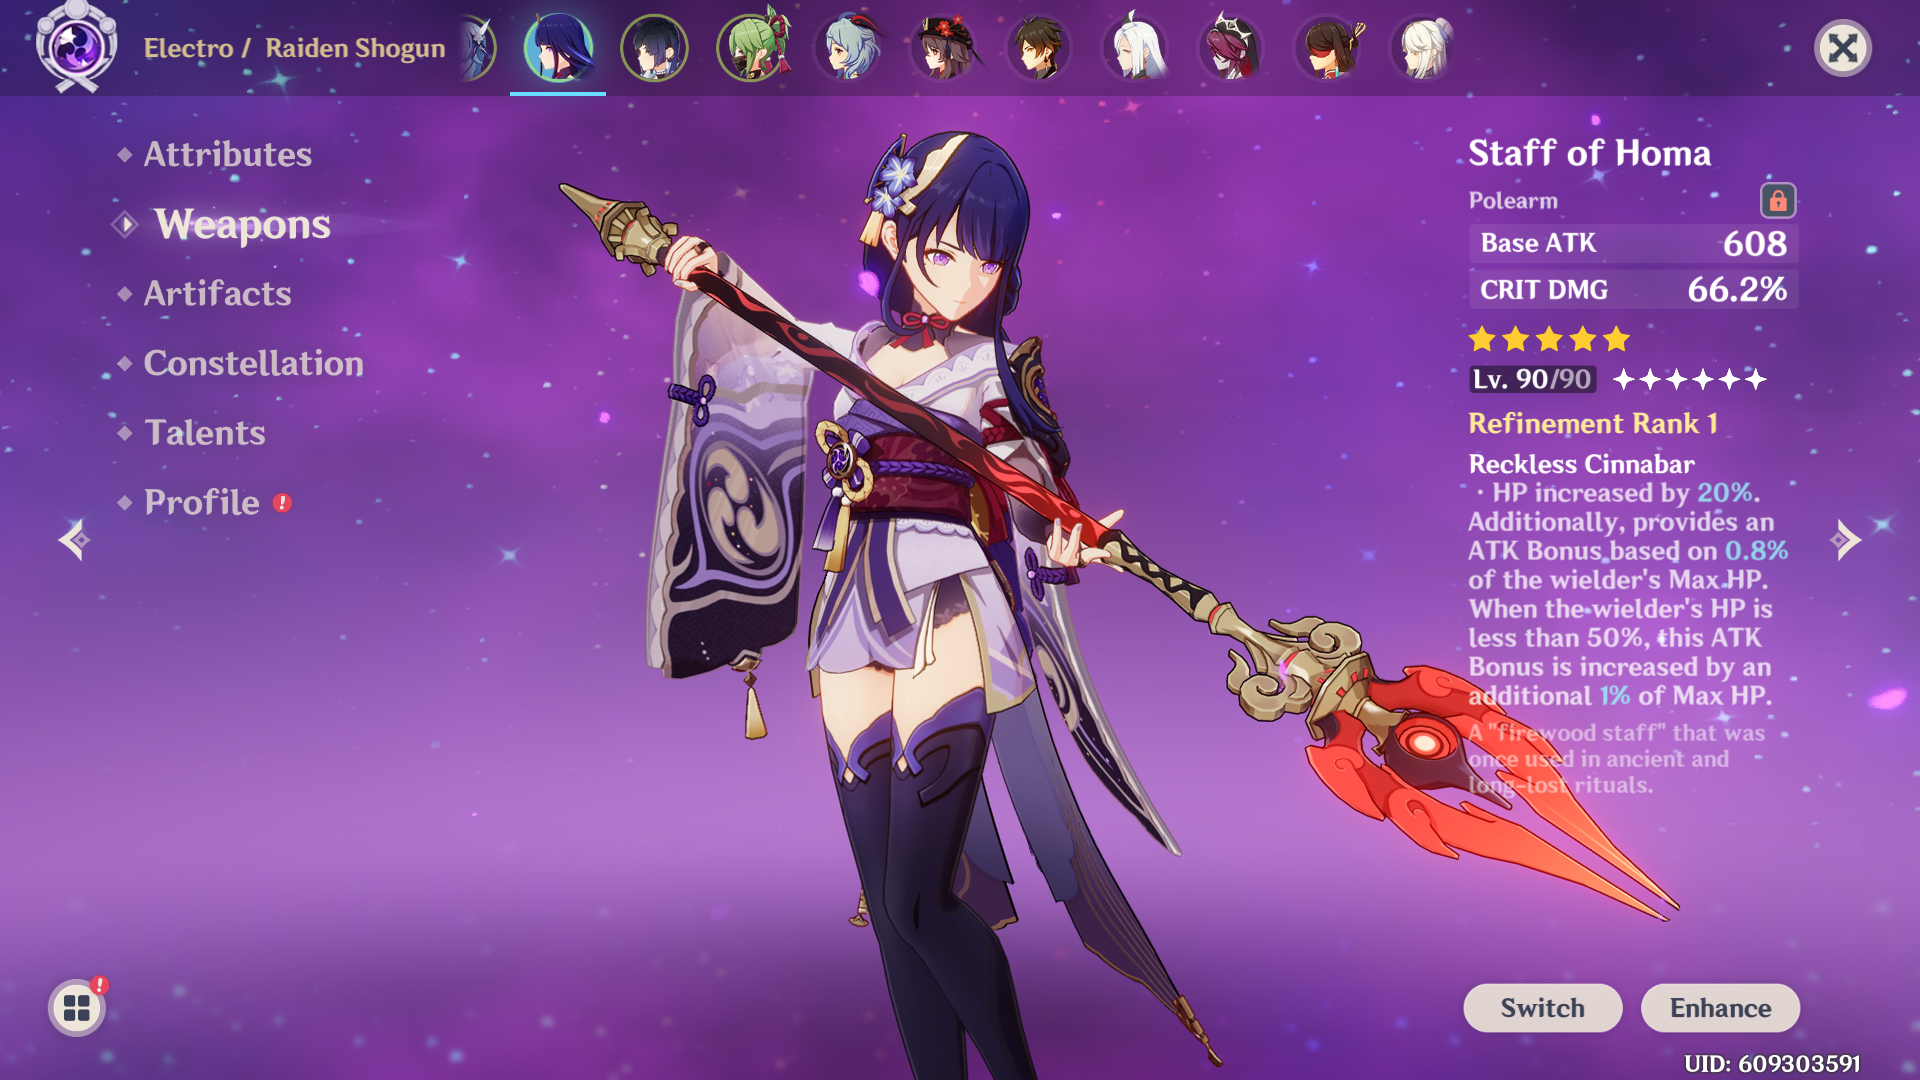 Electro / Raiden Shogun
Attributes
Weapons
Artifacts
Constellation
Talents
Profile
Staff of Homa
Polearm
Base ATK 608
CRIT DMG 66.2%
Lv. 90/90
Refinement Rank 1
Reckless Cinnabar
· HP increased by 20%.
Additionally, provides an
ATK Bonus based on 0.8%
of the wielder's Max HP.
When the wielder's HP is
less than 50%, this ATK
Bonus is increased by an
additional 1% of Max HP.
A "firewood staff" that was
once used in ancient and
long-lost rituals.
Switch
Enhance
UID: 609303591